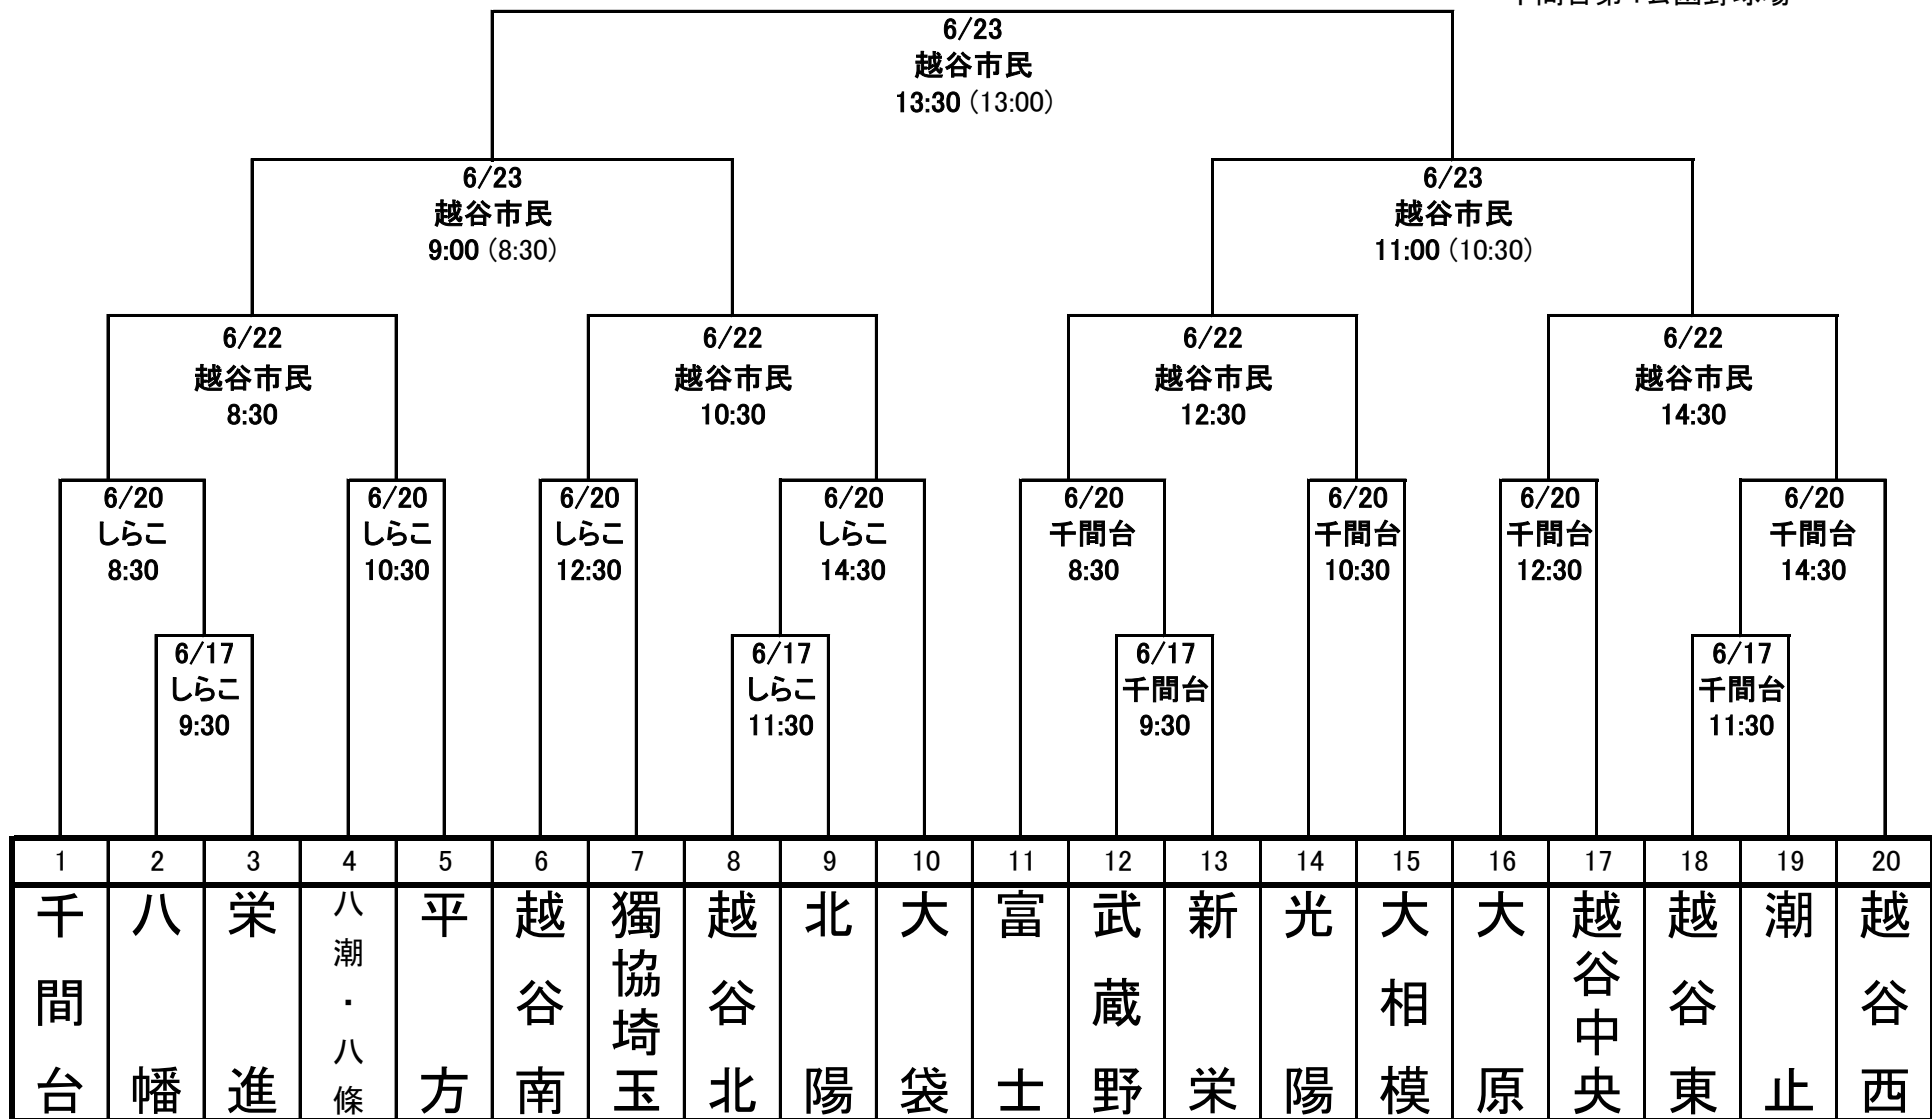 6/23
越谷市民
13:30 (13:00)
6/23
越谷市民
9:00 (8:30)
6/23
越谷市民
11:00 (10:30)
6/22
越谷市民
8:30
6/22
越谷市民
10:30
6/22
越谷市民
12:30
6/22
越谷市民
14:30
6/20
しらこ
8:30
6/20
しらこ
10:30
6/20
しらこ
12:30
6/20
しらこ
14:30
6/20
千間台
8:30
6/20
千間台
10:30
6/20
千間台
12:30
6/20
千間台
14:30
6/17
しらこ
9:30
6/17
しらこ
11:30
6/17
千間台
9:30
6/17
千間台
11:30
1 2 3 4 5 6 7 8 9 10 11 12 13 14 15 16 17 18 19 20
千間台
八幡
栄進
八潮・八條
平方
越谷南
獨協埼玉
越谷北
北陽
大袋
富士
武蔵野
新栄
光陽
大相模
大原
越谷中央
越谷東
潮止
越谷西